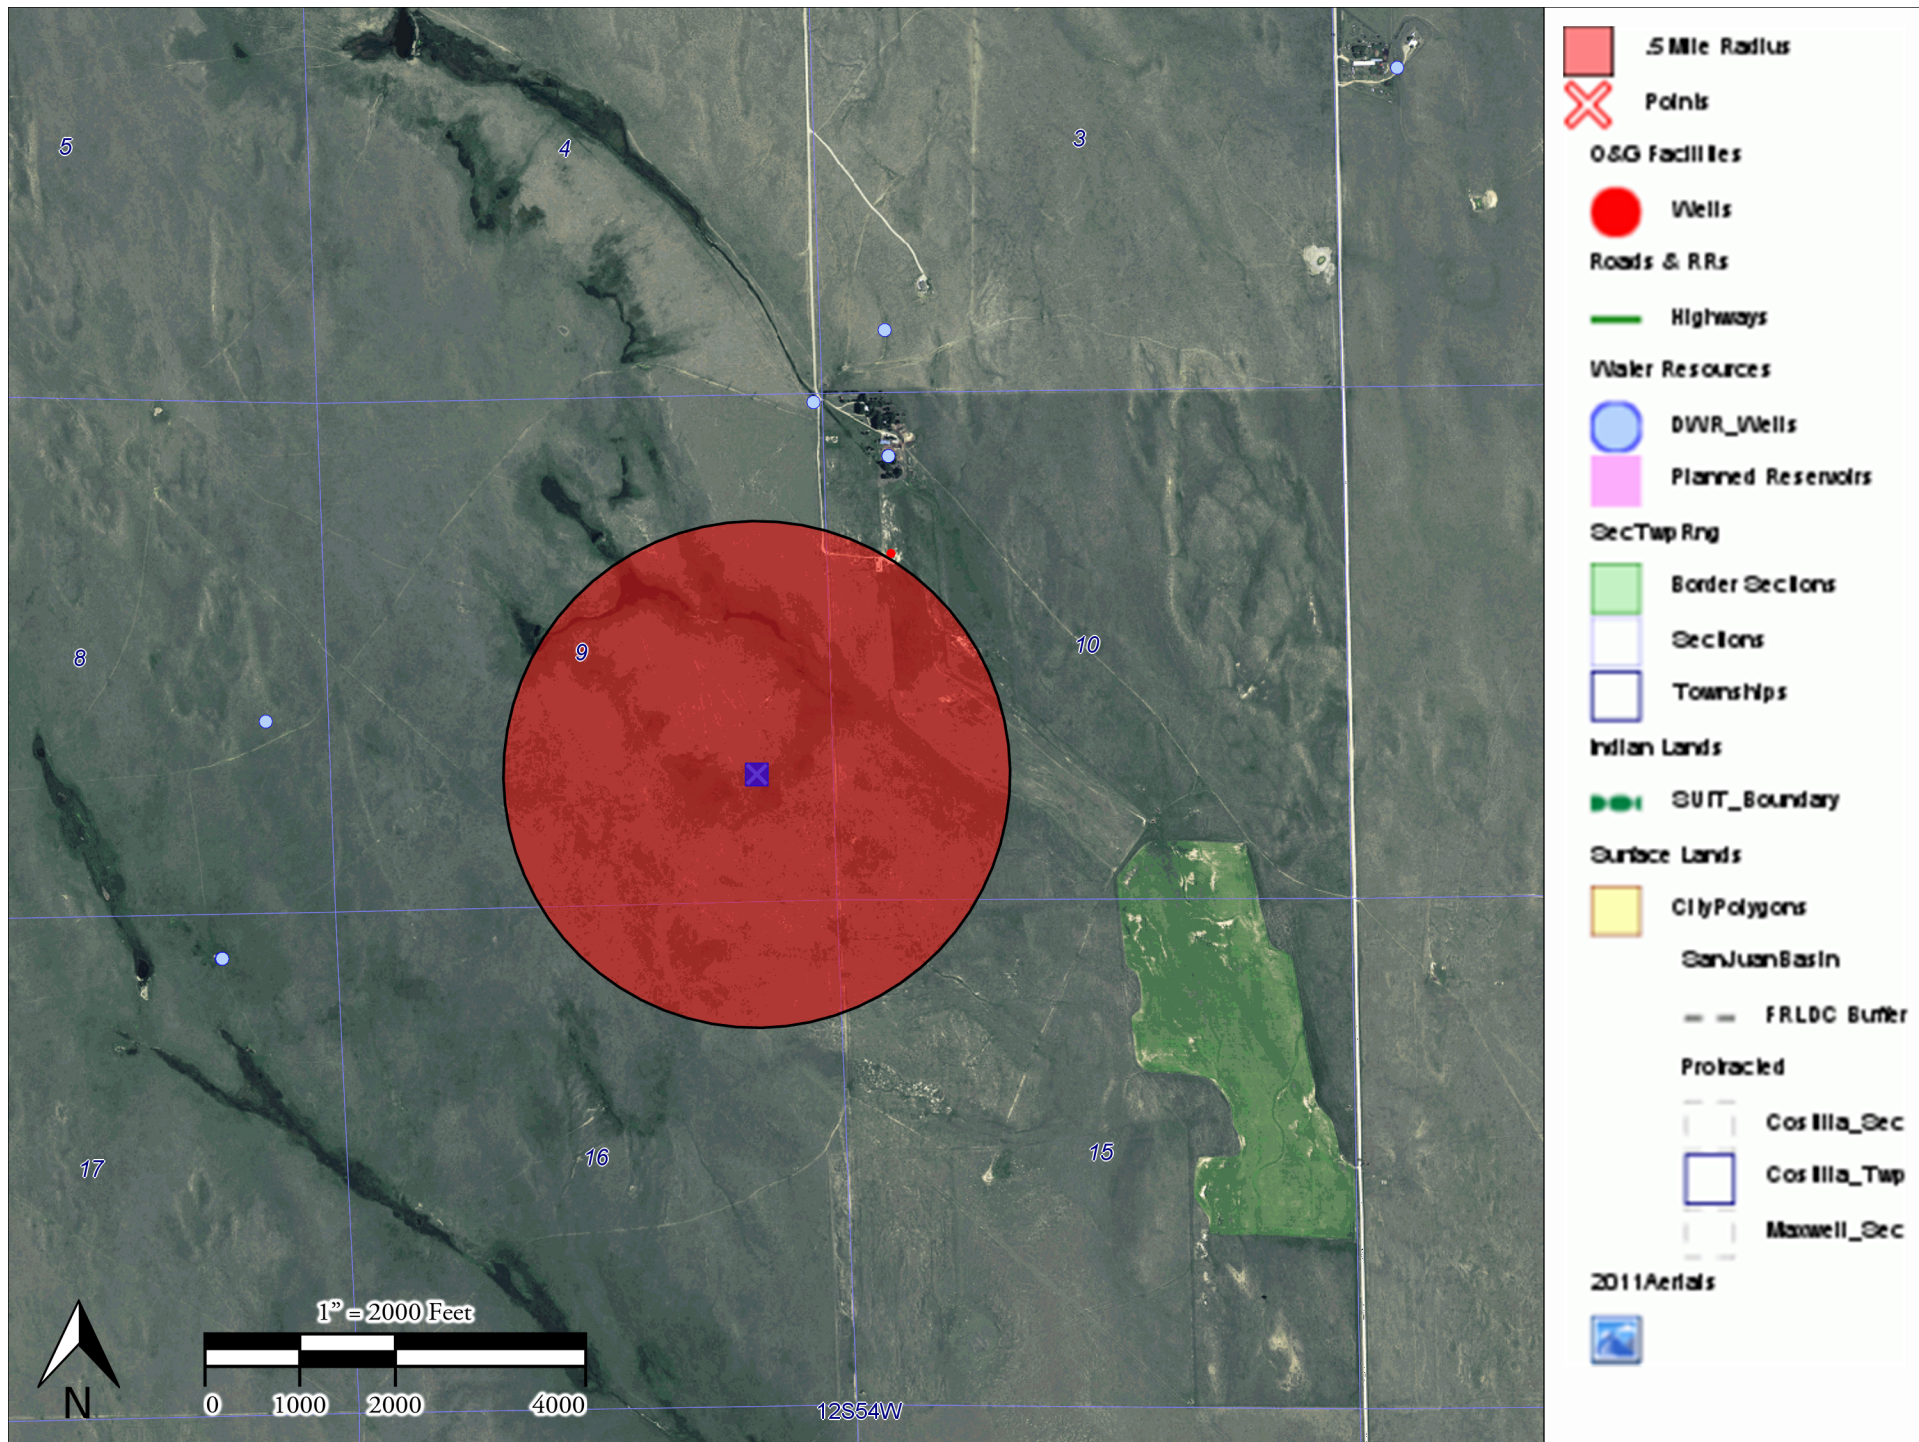 5
4
3
8
9
10
17
16
15
12S54W
1” = 2000 Feet
0 1000 2000 4000
N
.5 Mile Radius
Points
O&G Facilities
Wells
Roads & RRs
Highways
Water Resources
DWR_Wells
Planned Reservoirs
SecTwpRng
Border Sections
Sections
Townships
Indian Lands
SUIT_Boundary
Surface Lands
CityPolygons
SanJuanBasin
FRLDC Buffer
Protracted
Costilla_Sec
Costilla_Twp
Maxwell_Sec
2011Aerials